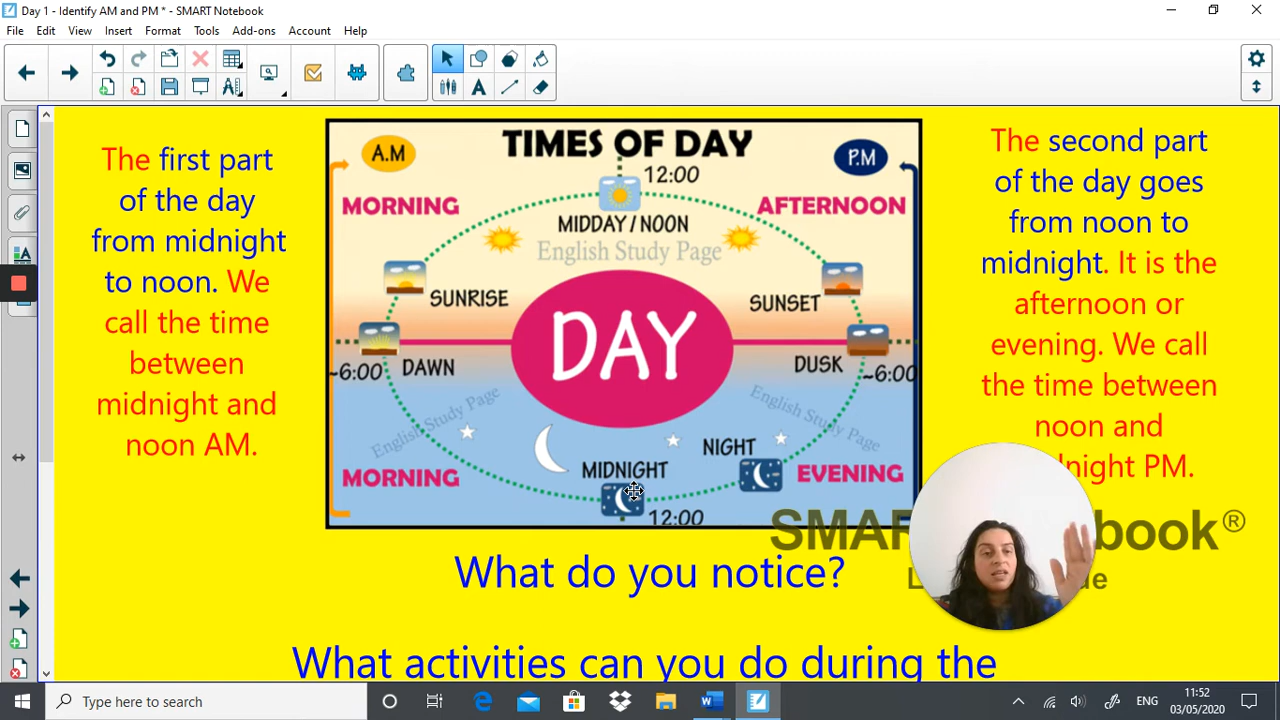 Day 1 - Identify AM and PM * - SMART Notebook
File Edit View Insert Format Tools Add-ons Account Help
The first part
of the day
from midnight
to noon. We
call the time
between
midnight and
noon AM.
A.M
TIMES OF DAY
P.M
12:00
MORNING
AFTERNOON
MIDDAY / NOON
English Study Page
SUNRISE
SUNSET
DAY
~6:00
DAWN
DUSK
~6:00
English Study Page
English Study Page
NIGHT
MIDNIGHT
MORNING
EVENING
12:00
The second part
of the day goes
from noon to
midnight. It is the
afternoon or
evening. We call
the time between
noon and
PM.
What do you notice?
What activities can you do during the
Type here to search
ENG
11:52
03/05/2020